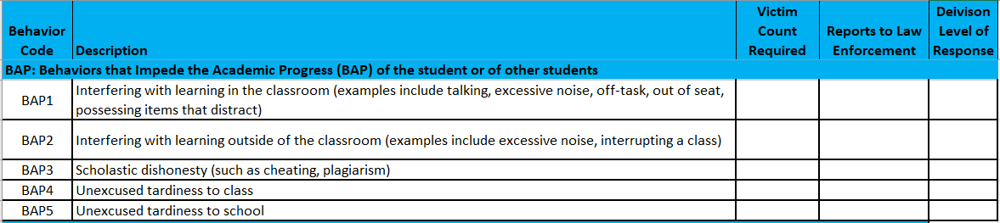 Behavior Code
Description
Victim Count Required
Reports to Law Enforcement
Deivison Level of Response
BAP: Behaviors that Impede the Academic Progress (BAP) of the student or of other students
BAP1
Interfering with learning in the classroom (examples include talking, excessive noise, off-task, out of seat,
possessing items that distract)
BAP2
Interfering with learning outside of the classroom (examples include excessive noise, interrupting a class)
BAP3
Scholastic dishonesty (such as cheating, plagiarism)
BAP4
Unexcused tardiness to class
BAP5
Unexcused tardiness to school